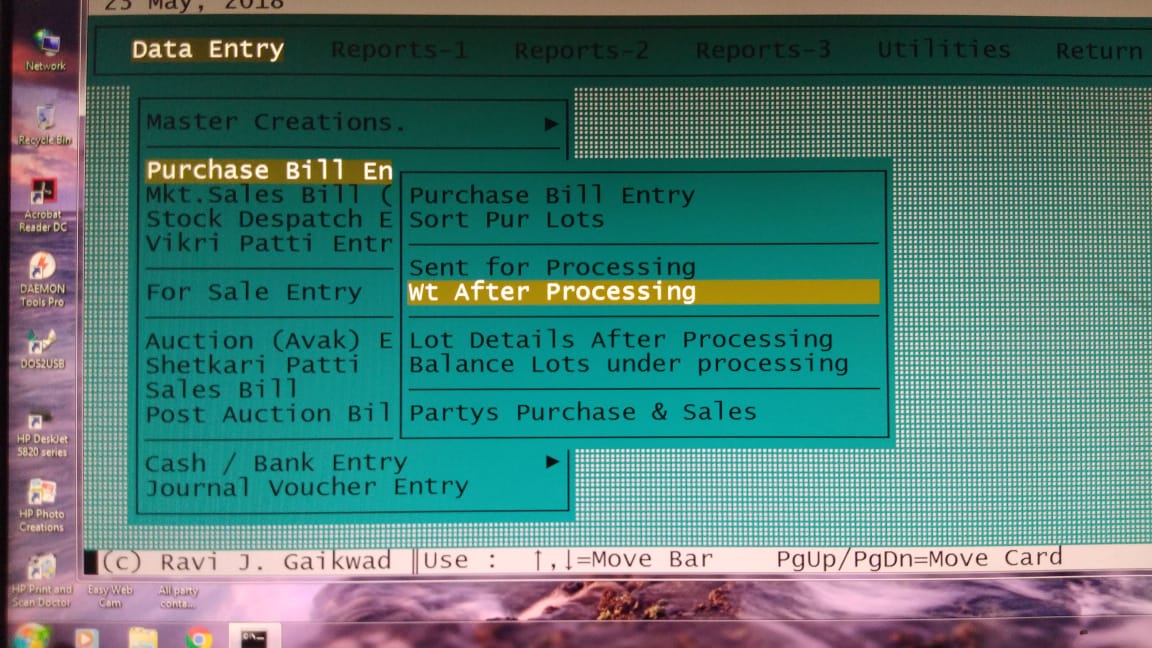 23 May, 2018
Data Entry Reports-1 Reports-2 Reports-3 Utilities Return
Master Creations.
Purchase Bill En
Mkt.Sales Bill (
Stock Despatch E
Vikri Patti Entr
For Sale Entry
Auction (Avak) E
Shetkari Patti
Sales Bill
Post Auction Bil
Cash / Bank Entry
Journal Voucher Entry
Purchase Bill Entry
Sort Pur Lots
Sent for Processing
Wt After Processing
Lot Details After Processing
Balance Lots under processing
Partys Purchase & Sales
(c) Ravi J. Gaikwad Use : ↑,↓=Move Bar PgUp/PgDn=Move Card
Network
Recycle Bin
Acrobat
Reader DC
DAEMON
Tools Pro
DOS2USB
HP DeskJet
5820 series
HP Photo
Creations
HP Print and
Scan Doctor
Easy Web
Cam
All party
conta...